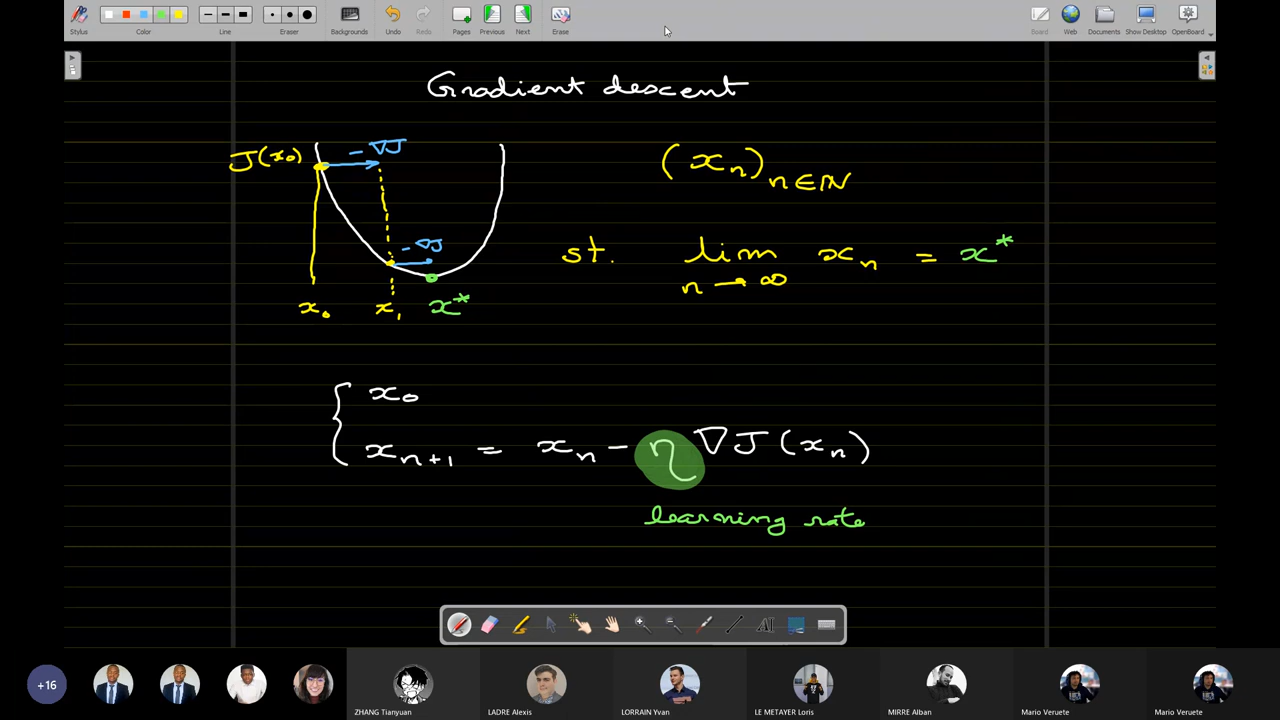 Stylus Color Line Eraser Backgrounds Undo Redo Pages Previous Next Erase Board Web Documents Show Desktop OpenBoard
Gradient descent
J(x₀) -∇J
(xₙ)ₙ∈ℕ
-∇J
st. lim xₙ = x*
n → ∞
x₀ x₁ x*
{ x₀
xₙ₊₁ = xₙ - η ∇J(xₙ)
learning rate
+16
ZHANG Tianyuan LADRE Alexis LORRAIN Yvan LE METAYER Loris MIRRE Alban Mario Veruete Mario Veruete